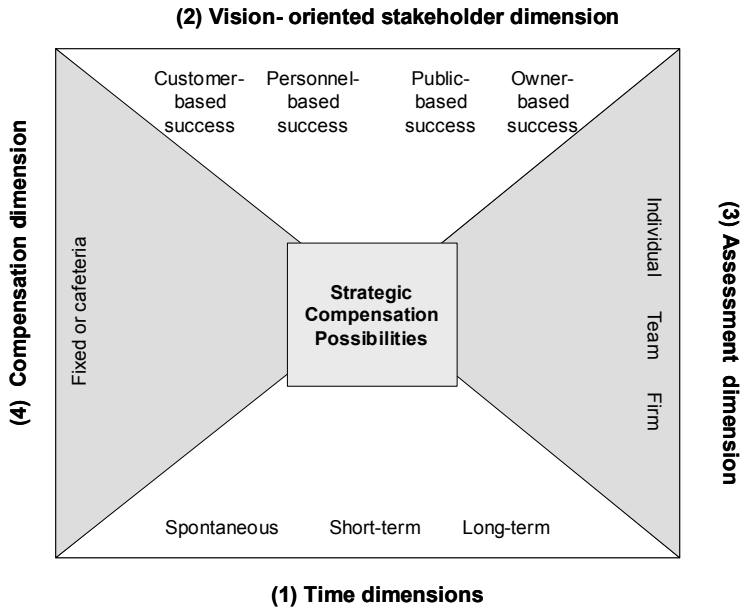 (2) Vision- oriented stakeholder dimension
Customer-
based
success
Personnel-
based
success
Public-
based
success
Owner-
based
success
(4) Compensation dimension
Fixed or cafeteria
Strategic
Compensation
Possibilities
Individual
Team
Firm
(3) Assessment dimension
Spontaneous
Short-term
Long-term
(1) Time dimensions